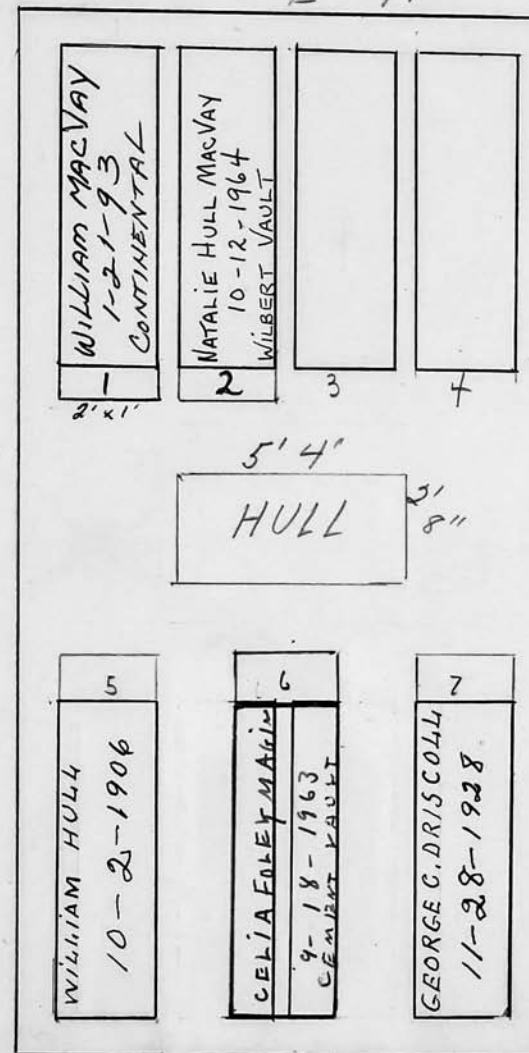 WILLIAM MACVAY
1-21-93
CONTINENTAL
1
2' x 1'
NATALIE HULL MACVAY
10-12-1964
WILBERT VAULT
2
3
4
5' 4"
HULL
2'
8"
5
WILLIAM HULL
10-2-1906
6
CELIA FOLEY MAGIN
9-18-1963
CEMENT VAULT
7
GEORGE C. DRISCOLL
11-28-1928